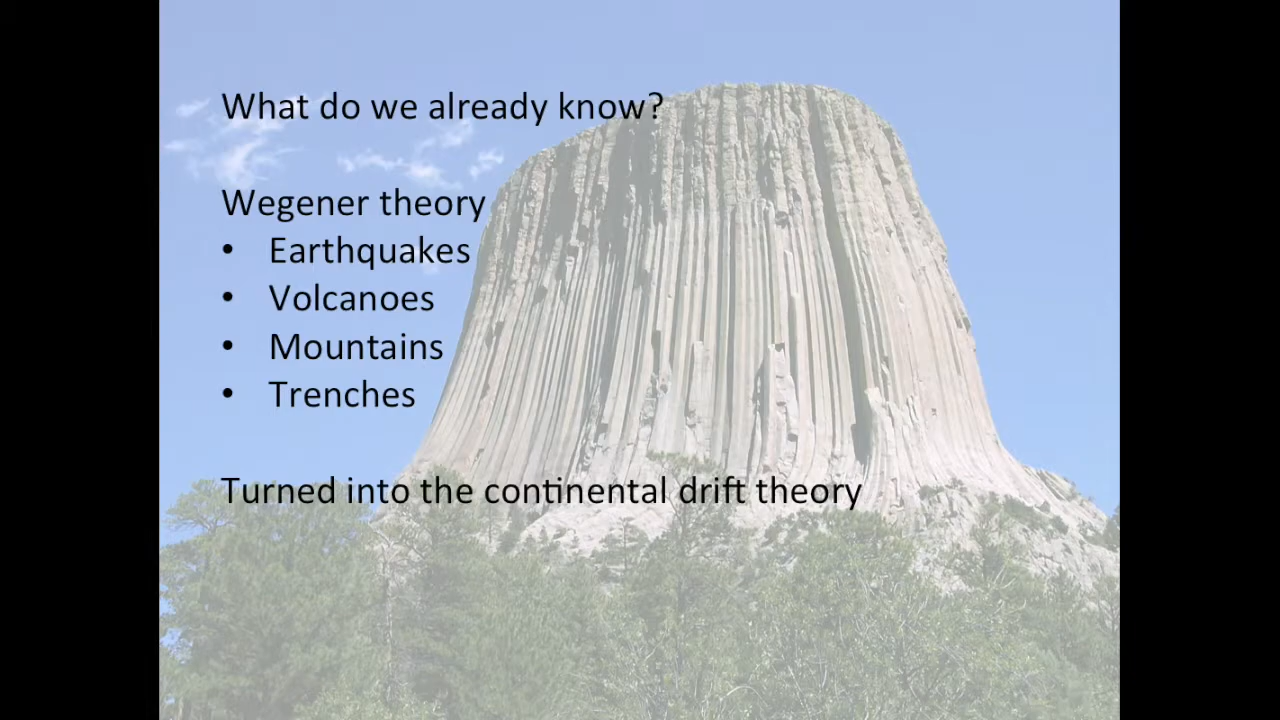 What do we already know?
Wegener theory
• Earthquakes
• Volcanoes
• Mountains
• Trenches
Turned into the continental drift theory